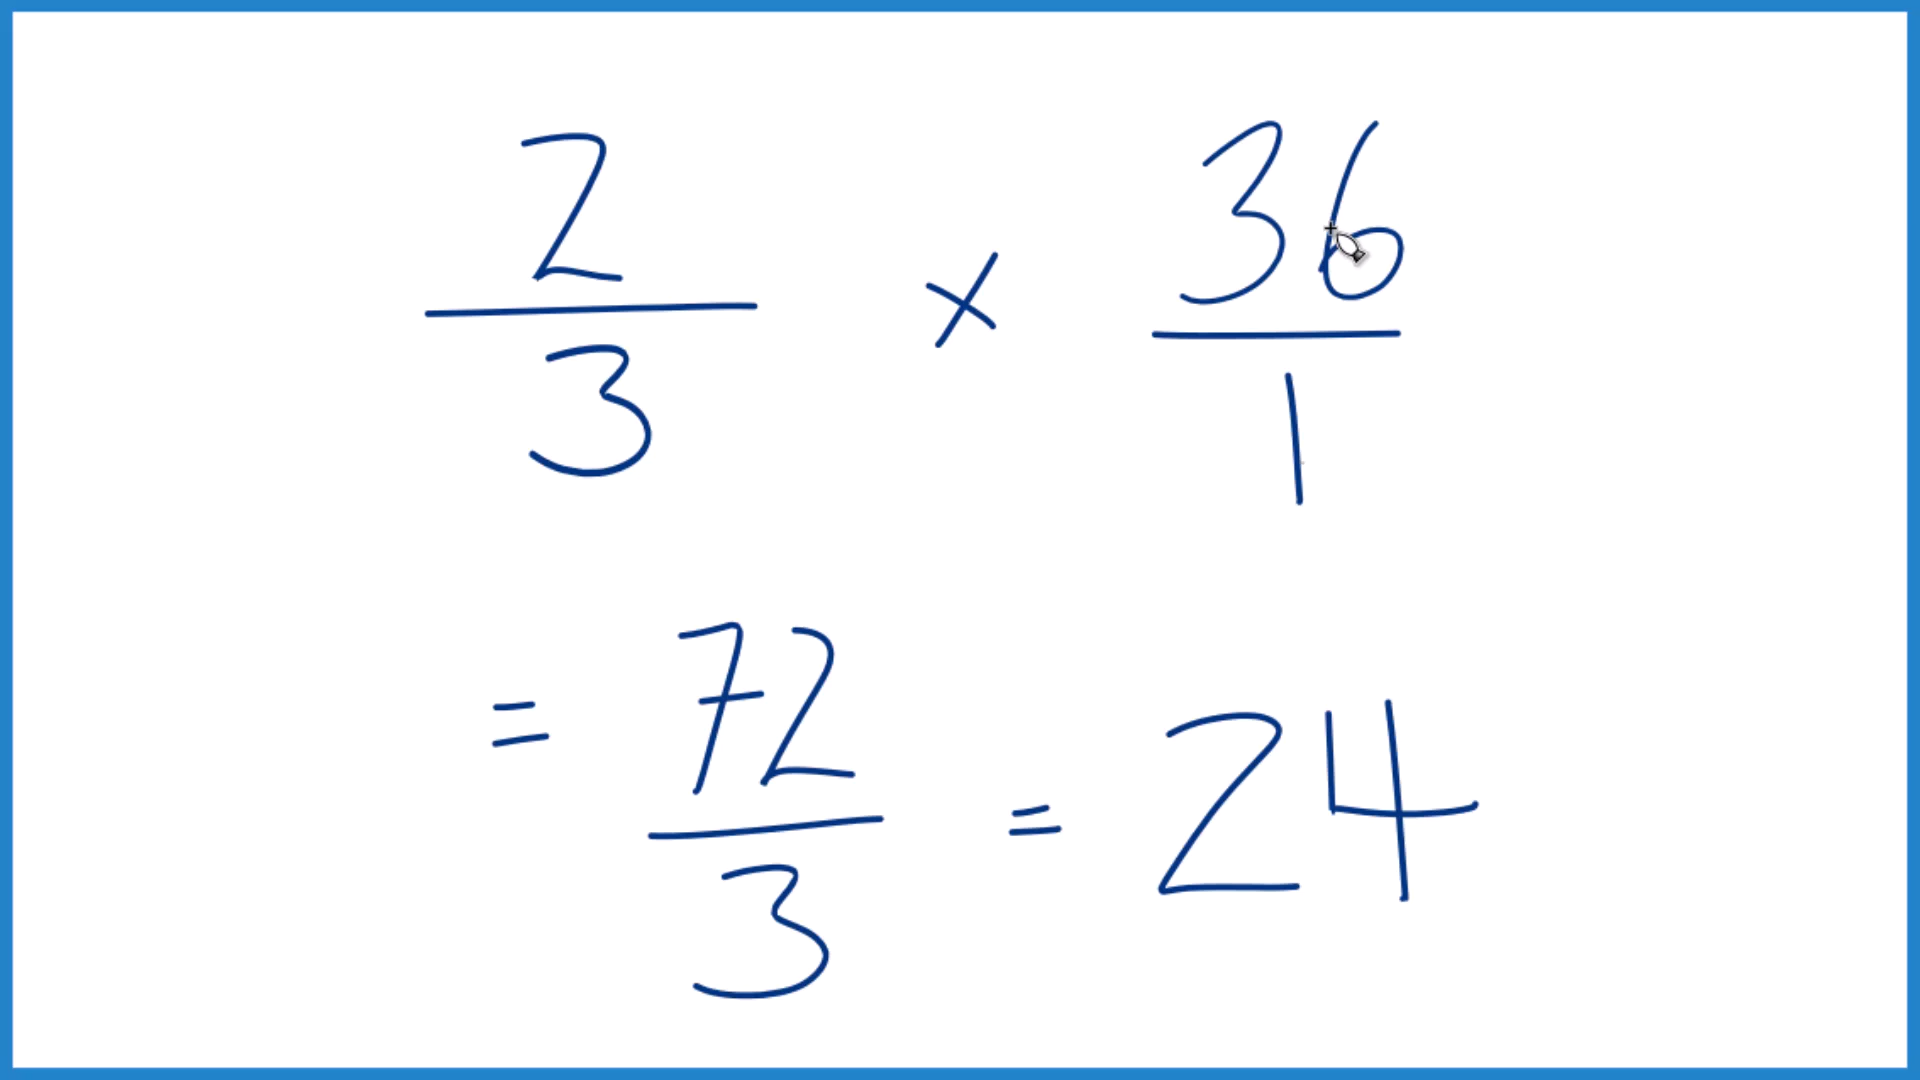 2/3 × 36/1
= 72/3 = 24